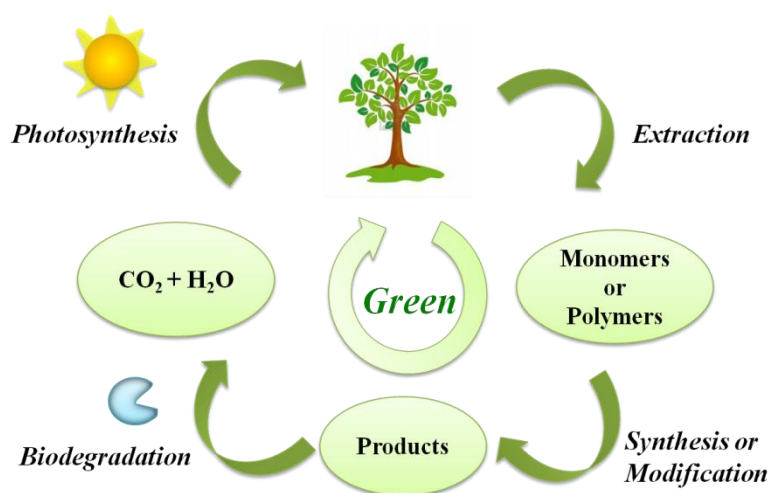 Photosynthesis
Extraction
CO₂ + H₂O
Monomers
or
Polymers
Green
Biodegradation
Products
Synthesis or
Modification